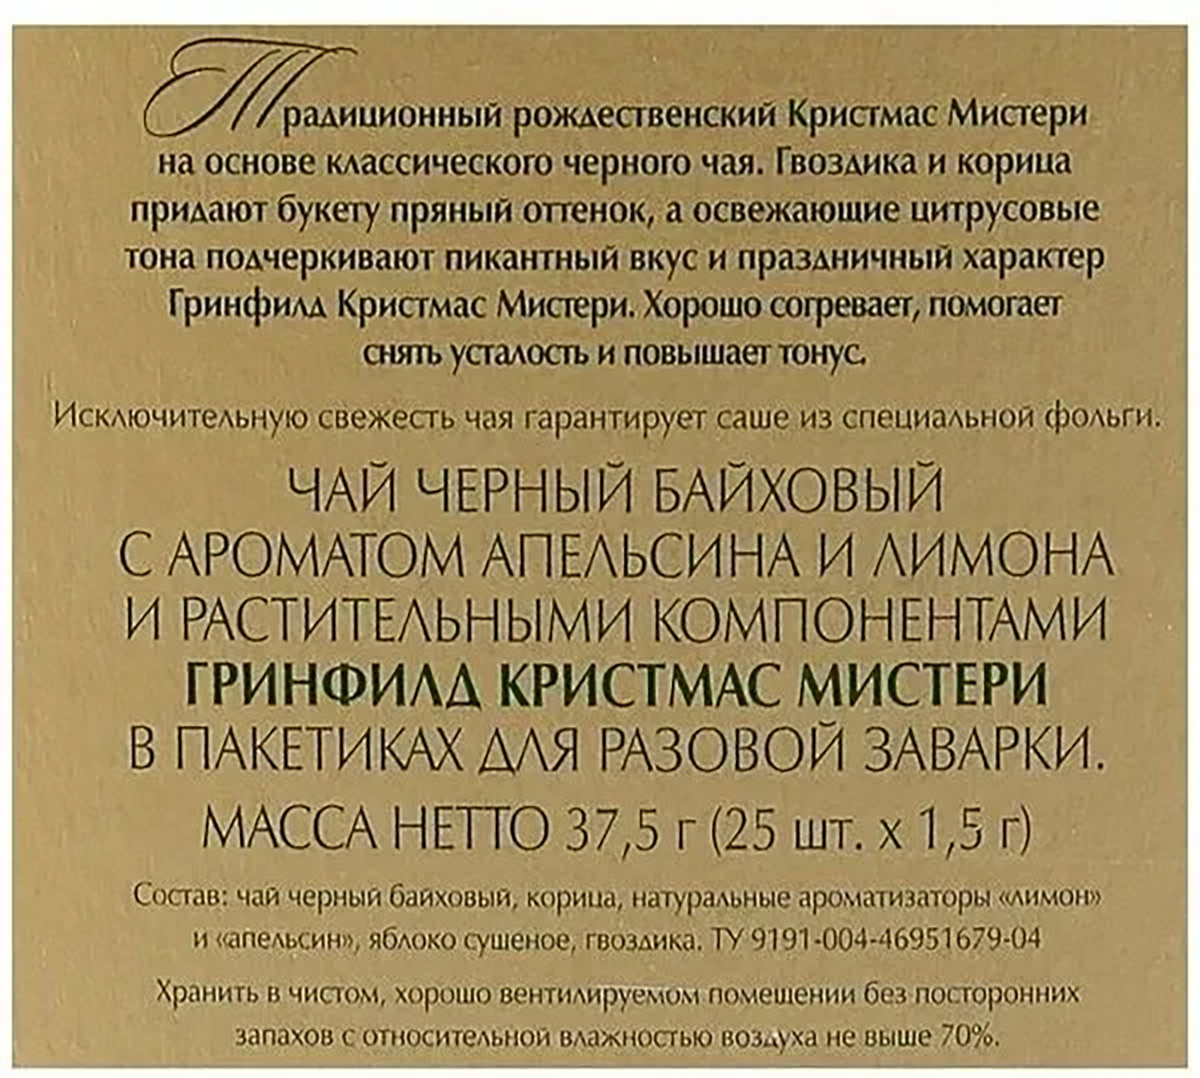 Традиционный рождественский Кристмас Мистери
на основе классического черного чая. Гвоздика и корица
придают букету пряный оттенок, а освежающие цитрусовые
тона подчеркивают пикантный вкус и праздничный характер
Гринфилд Кристмас Мистери. Хорошо согревает, помогает
снять усталость и повышает тонус.
Исключительную свежесть чая гарантирует саше из специальной фольги.
ЧАЙ ЧЕРНЫЙ БАЙХОВЫЙ
С АРОМАТОМ АПЕЛЬСИНА И ЛИМОНА
И РАСТИТЕЛЬНЫМИ КОМПОНЕНТАМИ
ГРИНФИЛД КРИСТМАС МИСТЕРИ
В ПАКЕТИКАХ ДЛЯ РАЗОВОЙ ЗАВАРКИ.
МАССА НЕТТО 37,5 г (25 шт. х 1,5 г)
Состав: чай черный байховый, корица, натуральные ароматизаторы «лимон»
и «апельсин», яблоко сушеное, гвоздика. ТУ 9191-004-46951679-04
Хранить в чистом, хорошо вентилируемом помещении без посторонних
запахов с относительной влажностью воздуха не выше 70%.